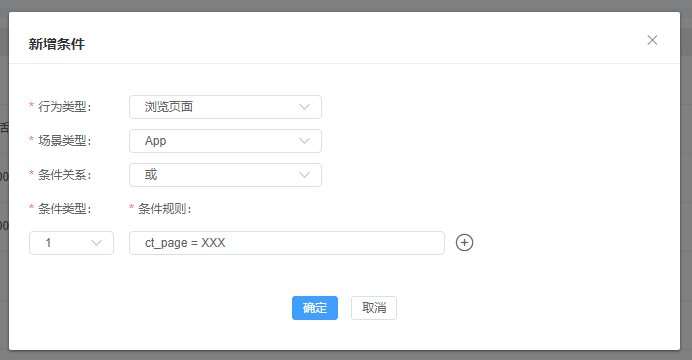 新增条件
* 行为类型: 浏览页面
* 场景类型: App
* 条件关系: 或
* 条件类型: * 条件规则:
1 ct_page = XXX
确定 取消